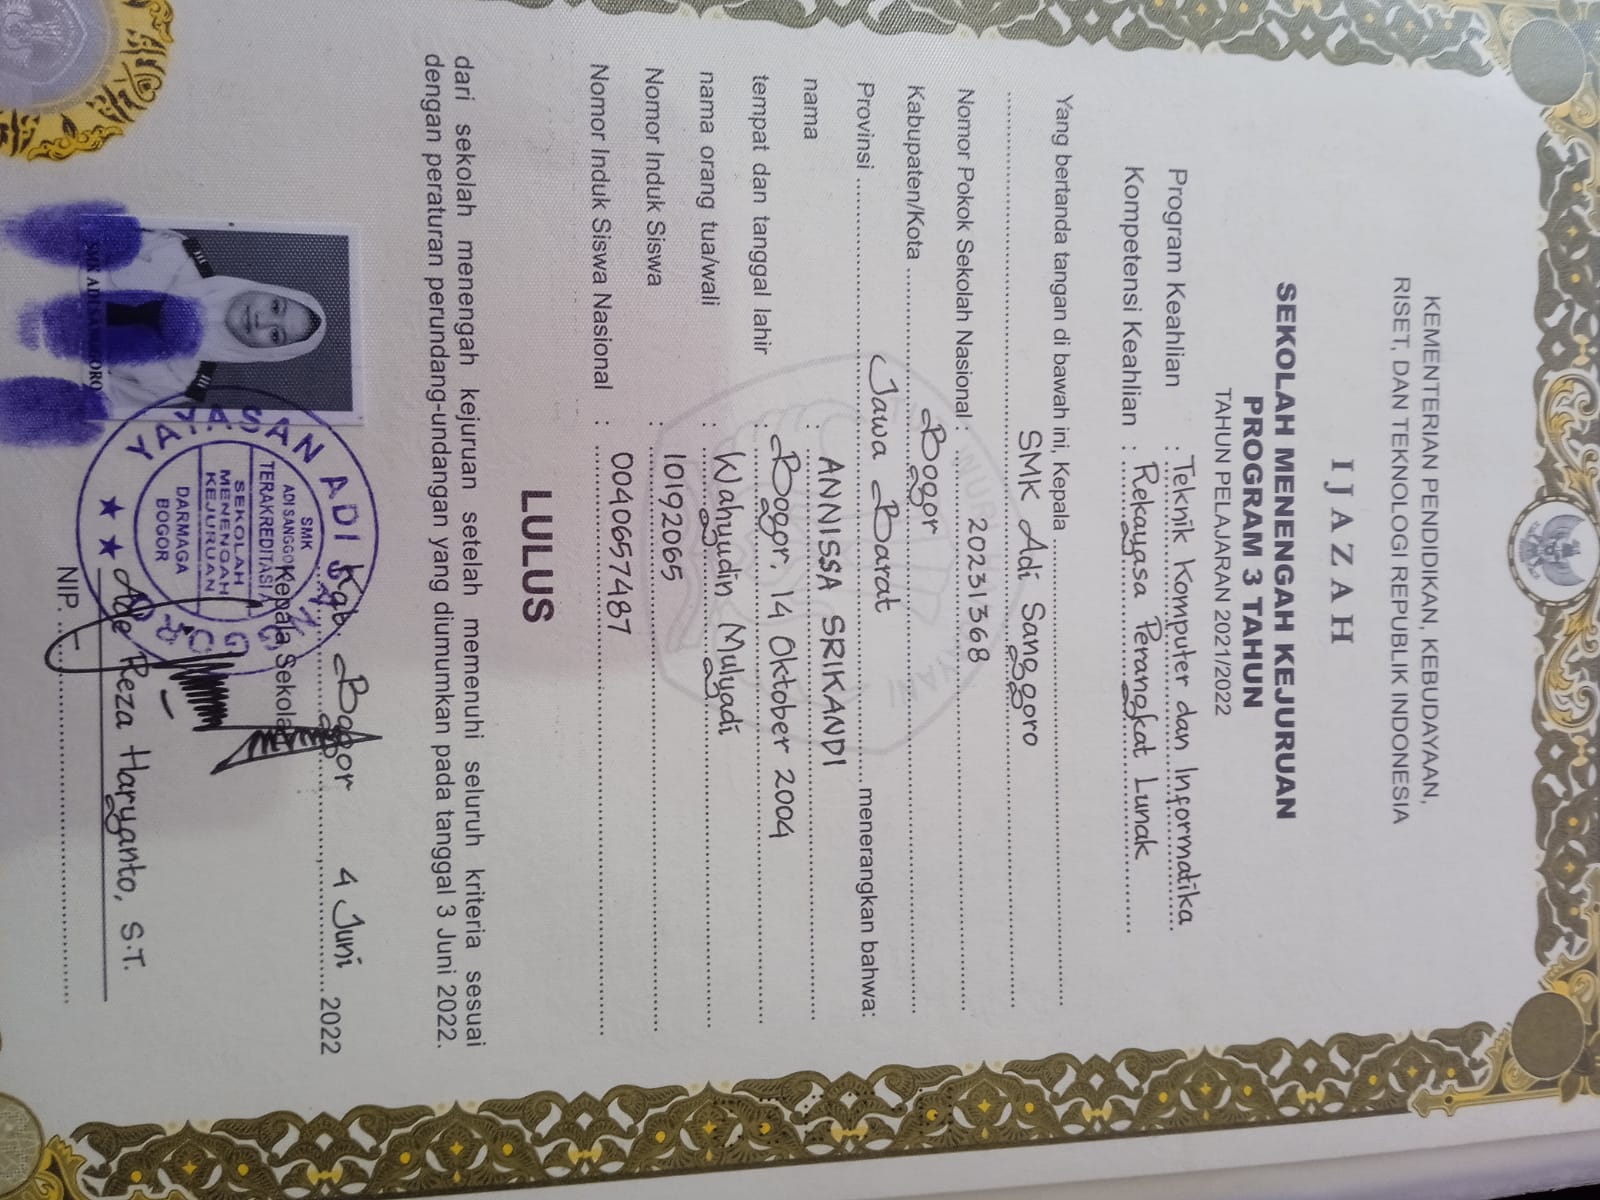 KEMENTERIAN PENDIDIKAN, KEBUDAYAAN,
RISET, DAN TEKNOLOGI REPUBLIK INDONESIA
IJAZAH
SEKOLAH MENENGAH KEJURUAN
PROGRAM 3 TAHUN
TAHUN PELAJARAN 2021/2022
Program Keahlian : Teknik Komputer dan Informatika
Kompetensi Keahlian : Rekayasa Perangkat Lunak
Yang bertanda tangan di bawah ini, Kepala
SMK Adi Sanggoro
Nomor Pokok Sekolah Nasional 20231368
Kabupaten/Kota Bogor
Provinsi Jawa Barat menerangkan bahwa:
nama : ANNISSA SRIKANDI
tempat dan tanggal lahir : Bogor, 14 Oktober 2004
nama orang tua/wali : Wahyudin Mulyadi
Nomor Induk Siswa : 10192065
Nomor Induk Siswa Nasional : 0040657487
LULUS
dari sekolah menengah kejuruan setelah memenuhi seluruh kriteria sesuai
dengan peraturan perundang-undangan yang diumumkan pada tanggal 3 Juni 2022.
Kab. Bogor, 4 Juni 2022
Kepala Sekolah
Ade Reza Haryanto, S.T.
NIP.
YAYASAN ADI SANGGORO
SMK
ADI SANGGORO
TERAKREDITASI A
SEKOLAH
MENENGAH
KEJURUAN
DARMAGA
BOGOR